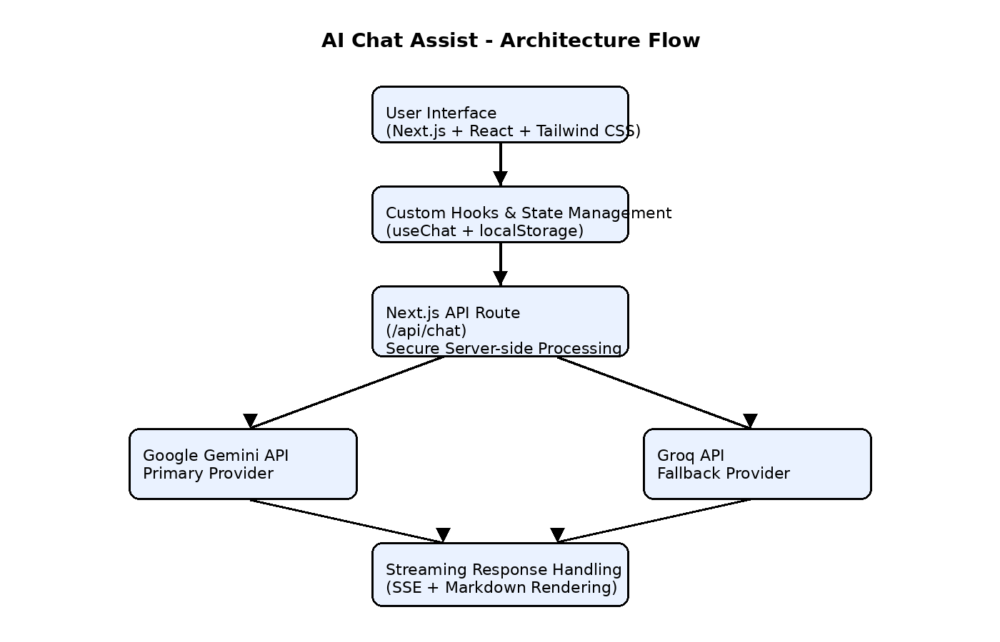 AI Chat Assist - Architecture Flow
User Interface
(Next.js + React + Tailwind CSS)
Custom Hooks & State Management
(useChat + localStorage)
Next.js API Route
(/api/chat)
Secure Server-side Processing
Google Gemini API
Primary Provider
Groq API
Fallback Provider
Streaming Response Handling
(SSE + Markdown Rendering)